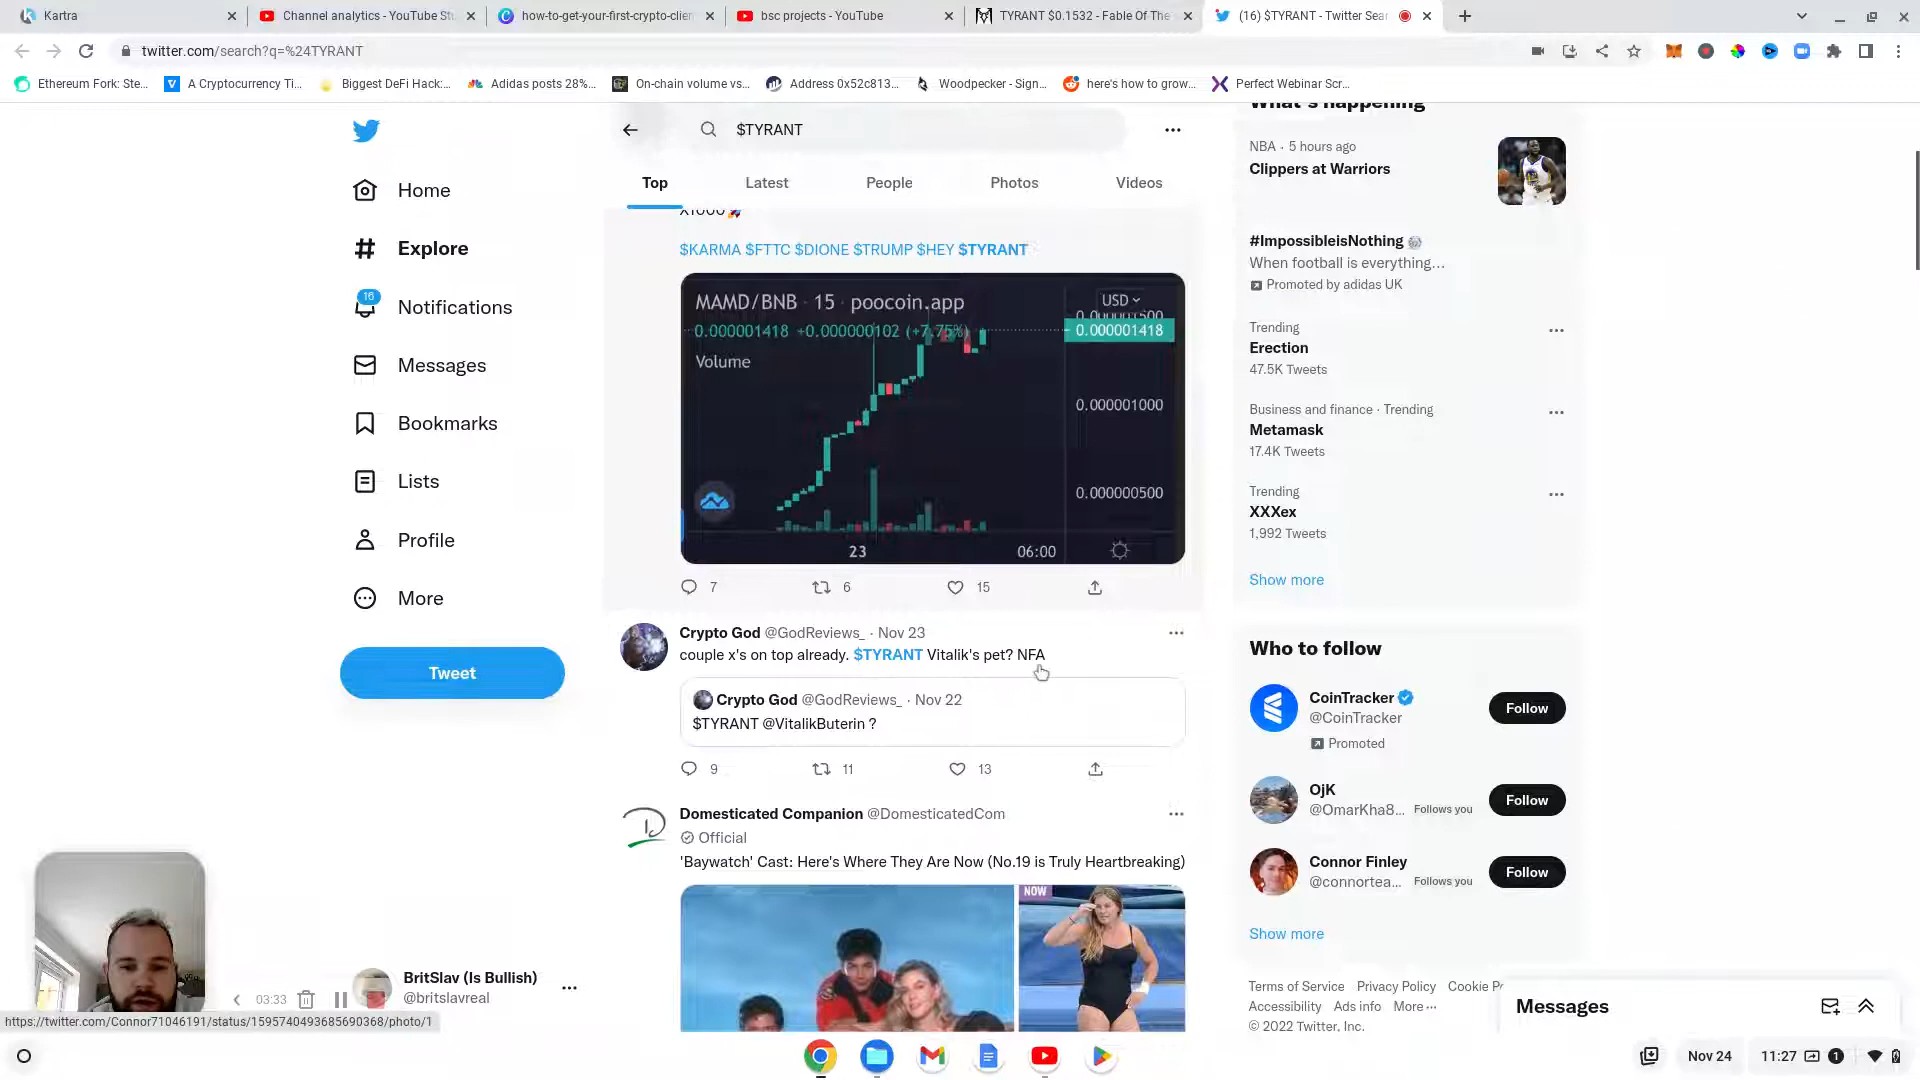 Kartra
Channel analytics - YouTube St
how-to-get-your-first-crypto-clien
bsc projects - YouTube
TYRANT $0.1532 - Fable Of The
(16) $TYRANT - Twitter Sear
twitter.com/search?q=%24TYRANT
Ethereum Fork: Ste...
A Cryptocurrency Ti...
Biggest DeFi Hack:...
Adidas posts 28%...
On-chain volume vs...
Address 0x52c813...
Woodpecker - Sign...
here's how to grow...
Perfect Webinar Scr...
Home
Explore
16
Notifications
Messages
Bookmarks
Lists
Profile
More
Tweet
BritSlav (Is Bullish)
@britslavreal
03:33
https://twitter.com/Connor71046191/status/1595740493685690368/photo/1
$TYRANT
Top
Latest
People
Photos
Videos
X1000
$KARMA $FTTC $DIONE $TRUMP $HEY $TYRANT
MAMD/BNB · 15 · poocoin.app
USD
0.000001418 +0.000000102 (+7.75%)
0.000001418
Volume
0.000001000
0.000000500
23
06:00
7
6
15
Crypto God @GodReviews_ · Nov 23
couple x's on top already. $TYRANT Vitalik's pet? NFA
Crypto God @GodReviews_ · Nov 22
$TYRANT @VitalikButerin ?
9
11
13
Domesticated Companion @DomesticatedCom
Official
'Baywatch' Cast: Here's Where They Are Now (No.19 is Truly Heartbreaking)
NOW
What's happening
NBA · 5 hours ago
Clippers at Warriors
#ImpossibleisNothing
When football is everything…
Promoted by adidas UK
Trending
Erection
47.5K Tweets
Business and finance · Trending
Metamask
17.4K Tweets
Trending
XXXex
1,992 Tweets
Show more
Who to follow
CoinTracker
@CoinTracker
Promoted
Follow
OjK
@OmarKha8... Follows you
Follow
Connor Finley
@connortea... Follows you
Follow
Show more
Terms of Service Privacy Policy Cookie Po
Accessibility Ads info More ···
© 2022 Twitter, Inc.
Messages
Nov 24
11:27
1